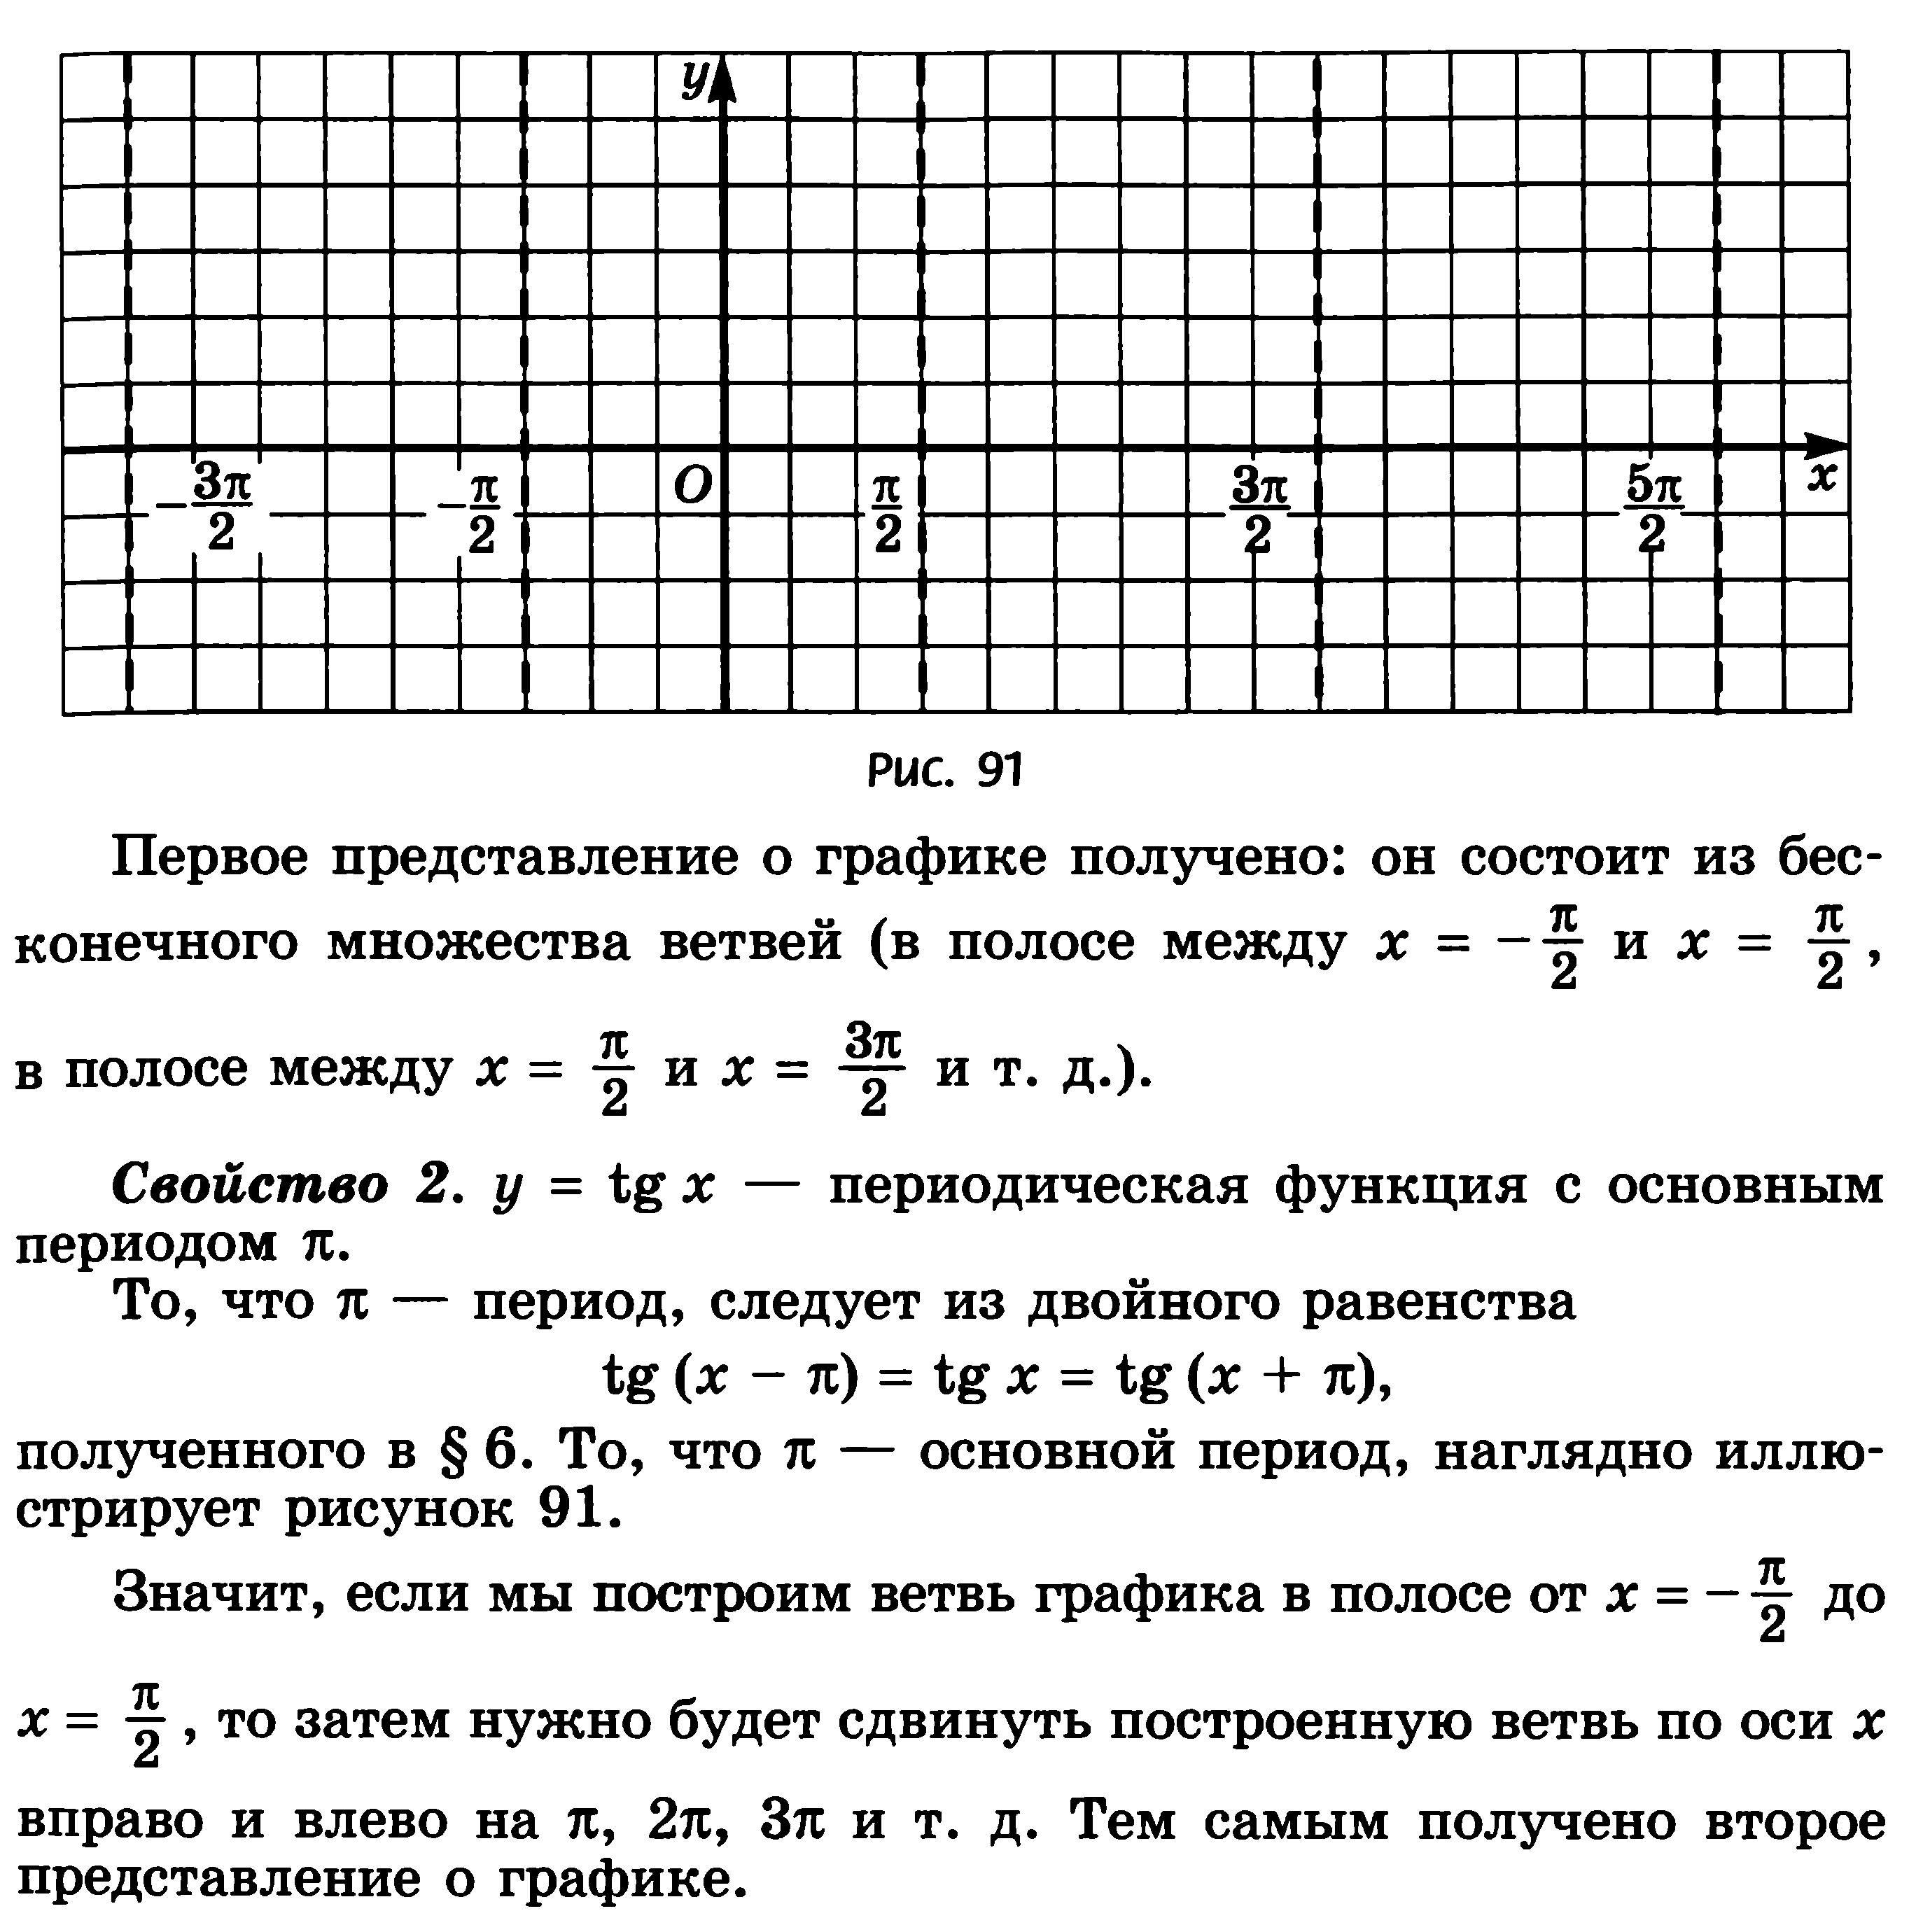 y
x
-3π/2 -π/2 O π/2 3π/2 5π/2
Рис. 91
Первое представление о графике получено: он состоит из бес-
конечного множества ветвей (в полосе между x = -π/2 и x = π/2,
в полосе между x = π/2 и x = 3π/2 и т. д.).
Свойство 2. y = tg x — периодическая функция с основным
периодом π.
То, что π — период, следует из двойного равенства
tg (x − π) = tg x = tg (x + π),
полученного в § 6. То, что π — основной период, наглядно иллю-
стрирует рисунок 91.
Значит, если мы построим ветвь графика в полосе от x = -π/2 до
x = π/2, то затем нужно будет сдвинуть построенную ветвь по оси x
вправо и влево на π, 2π, 3π и т. д. Тем самым получено второе
представление о графике.